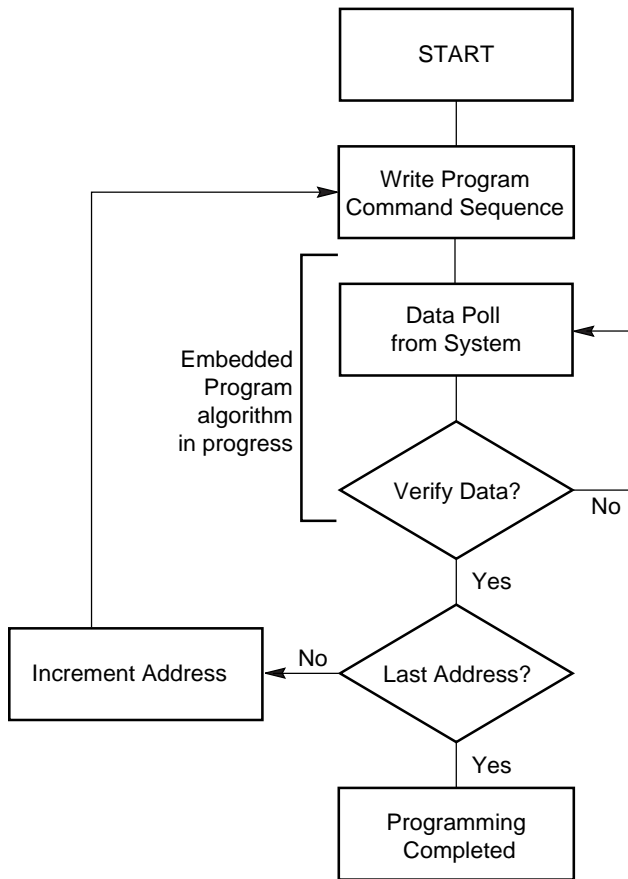 START
Write Program
Command Sequence
Data Poll
from System
Embedded
Program
algorithm
in progress
Verify Data?
No
Yes
Increment Address
No
Last Address?
Yes
Programming
Completed